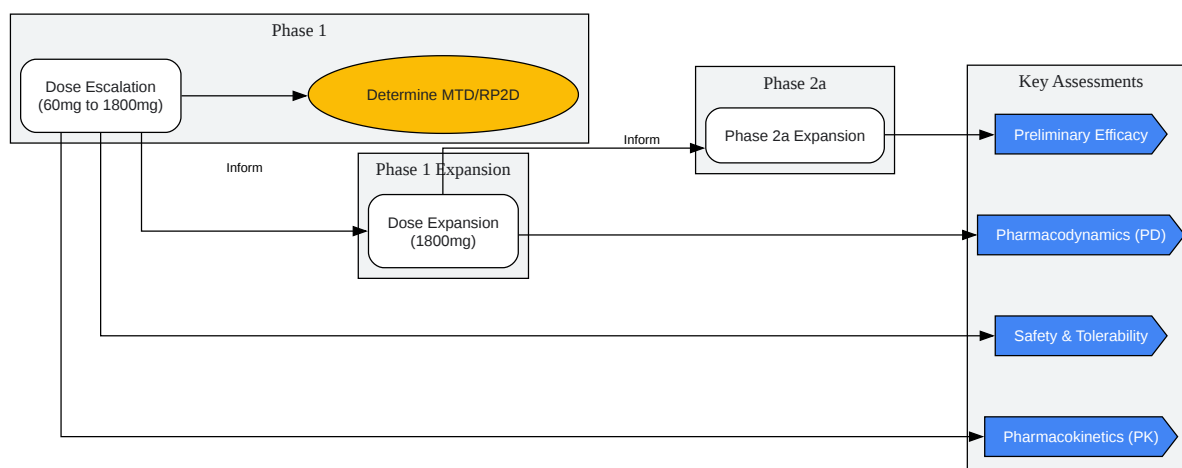 Phase 1
Dose Escalation
(60mg to 1800mg)
Determine MTD/RP2D
Inform
Phase 1 Expansion
Dose Expansion
(1800mg)
Inform
Phase 2a
Phase 2a Expansion
Key Assessments
Preliminary Efficacy
Pharmacodynamics (PD)
Safety & Tolerability
Pharmacokinetics (PK)